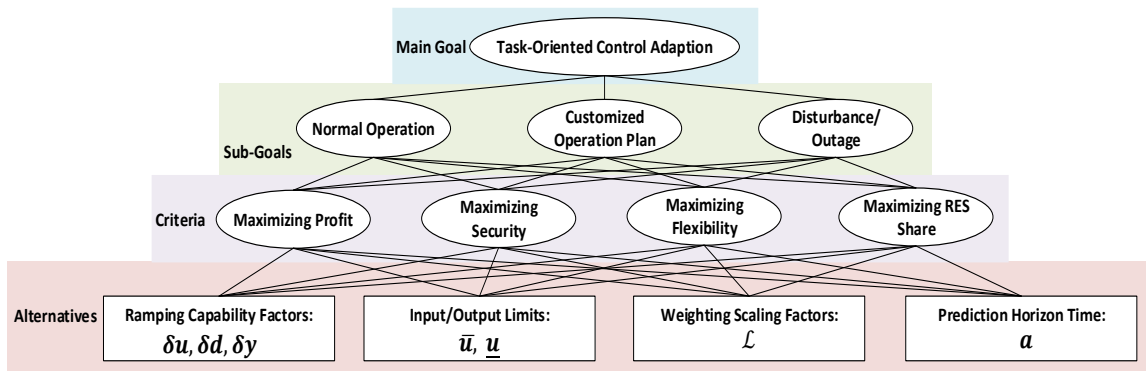 Main Goal
Task-Oriented Control Adaption
Sub-Goals
Normal Operation
Customized
Operation Plan
Disturbance/
Outage
Criteria
Maximizing Profit
Maximizing
Security
Maximizing
Flexibility
Maximizing RES
Share
Alternatives
Ramping Capability Factors:
δu, δd, δy
Input/Output Limits:
u̅, u̲
Weighting Scaling Factors:
ℒ
Prediction Horizon Time:
a